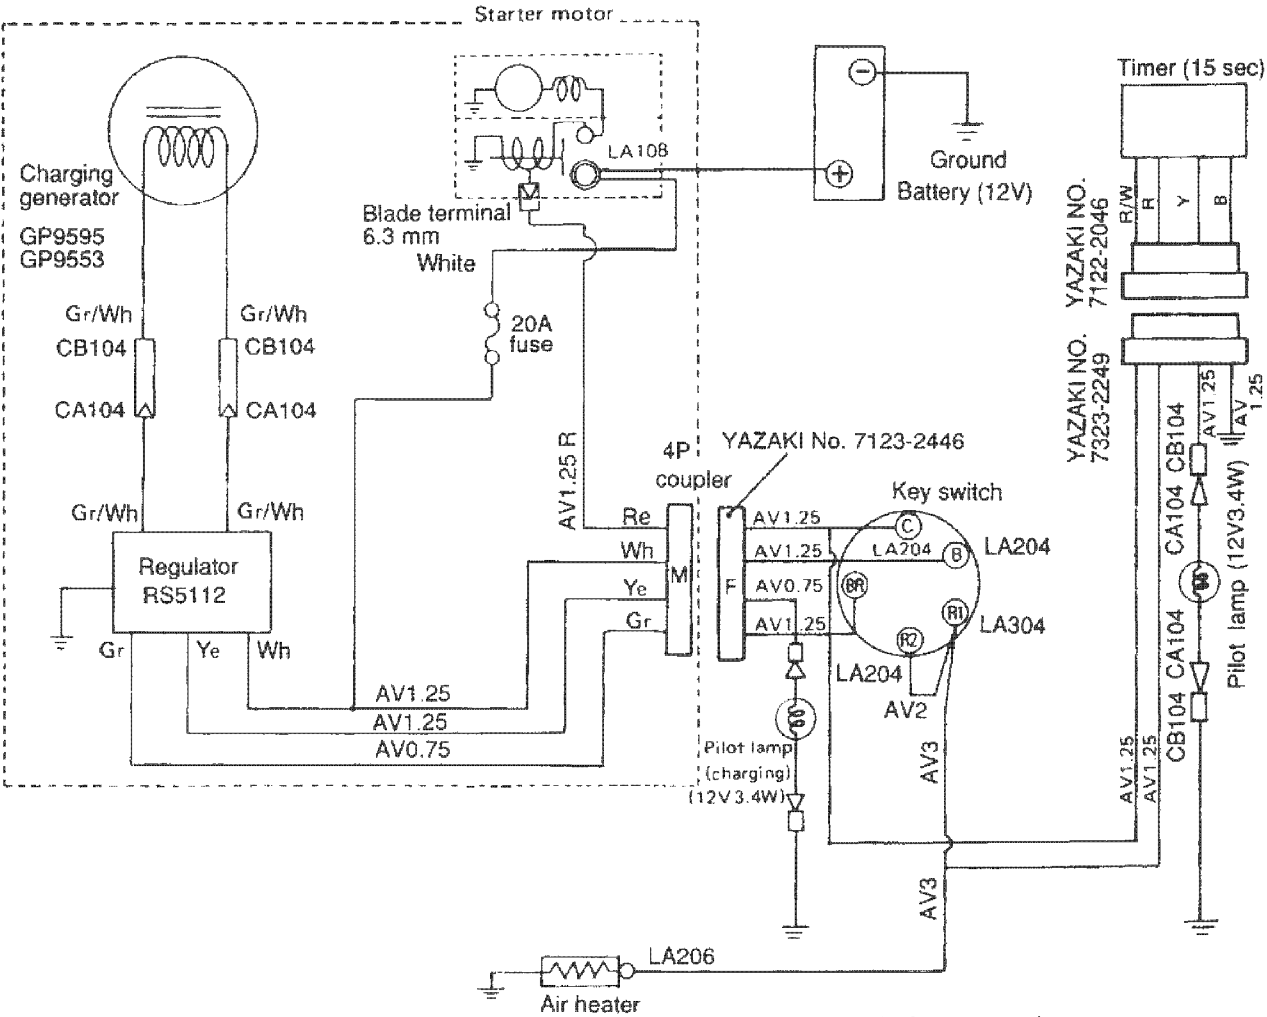 Starter motor
Timer (15 sec)
Charging
generator
GP9595
GP9553
LA108
−
+
Ground
Battery (12V)
Blade terminal
6.3 mm
White
R/W
R
Y
B
YAZAKI NO.
7122-2046
YAZAKI NO.
7323-2249
Gr/Wh
Gr/Wh
CB104
CB104
CA104
CA104
20A
fuse
AV1.25
AV
1.25
Gr/Wh
Gr/Wh
Regulator
RS5112
Gr
Ye
Wh
AV1.25 R
4P
coupler
YAZAKI No. 7123-2446
Re
Wh
Ye
Gr
M
F
AV1.25
AV1.25
AV0.75
AV1.25
Key switch
C
B
BR
R1
R2
LA204
LA204
LA304
LA204
AV2
CB104
CA104
CA104
CB104
Pilot lamp (12V3.4W)
AV1.25
AV1.25
AV0.75
Pilot lamp
(charging)
(12V3.4W)
AV3
AV1.25
AV1.25
AV3
LA206
Air heater